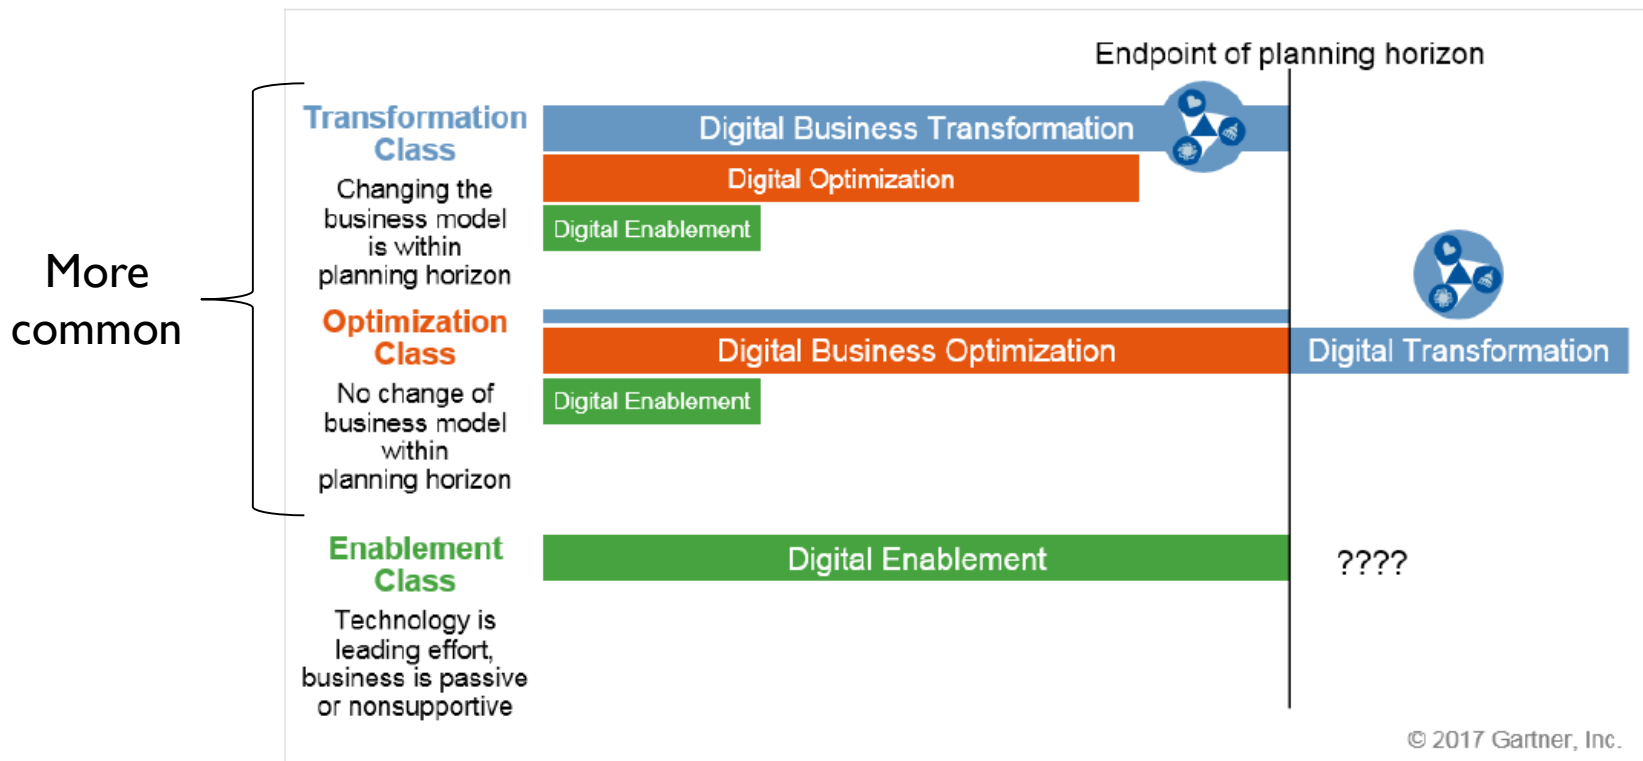 Endpoint of planning horizon
More
common
Transformation
Class
Changing the
business model
is within
planning horizon
Digital Business Transformation
Digital Optimization
Digital Enablement
Optimization
Class
No change of
business model
within
planning horizon
Digital Business Optimization
Digital Transformation
Digital Enablement
Enablement
Class
Technology is
leading effort,
business is passive
or nonsupportive
Digital Enablement
????
© 2017 Gartner, Inc.